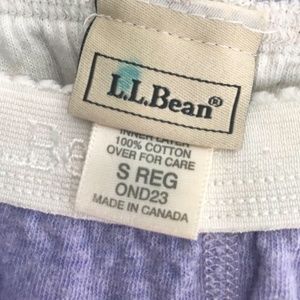 L.L.Bean®
INNER LAYER
100% COTTON
OVER FOR CARE
S REG
OND23
MADE IN CANADA